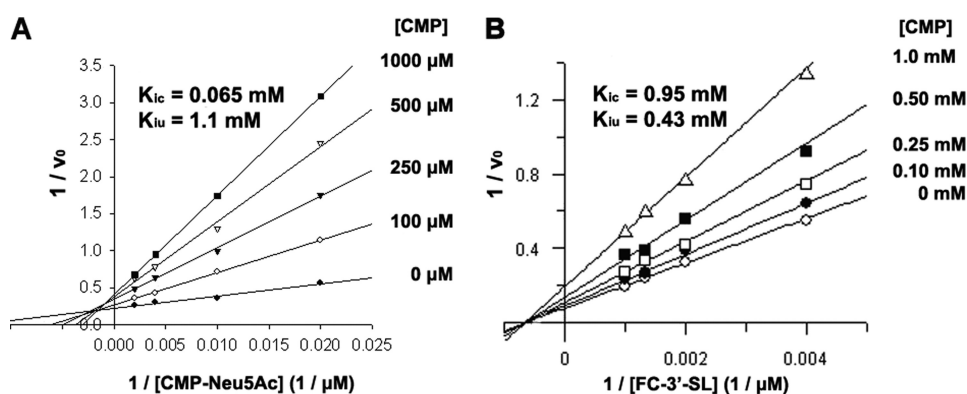 A
[CMP]
1000 µM
500 µM
250 µM
100 µM
0 µM
Kic = 0.065 mM
Kiu = 1.1 mM
3.5
3.0
2.5
2.0
1.5
1.0
0.5
0.0
1 / v0
0.000 0.005 0.010 0.015 0.020 0.025
1 / [CMP-Neu5Ac] (1 / µM)
B
[CMP]
1.0 mM
0.50 mM
0.25 mM
0.10 mM
0 mM
Kic = 0.95 mM
Kiu = 0.43 mM
1.2
0.8
0.4
1 / v0
0 0.002 0.004
1 / [FC-3'-SL] (1 / µM)